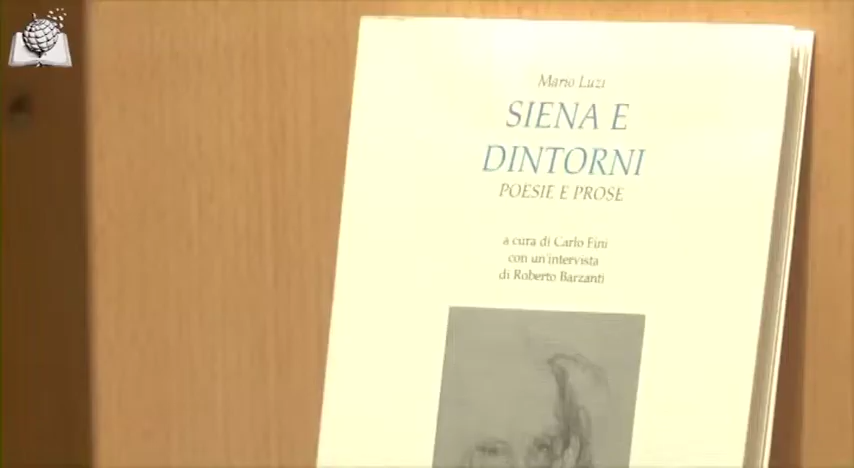 Mario Luzi
SIENA E
DINTORNI
POESIE E PROSE
a cura di Carlo Fini
con un'intervista
di Roberto Barzanti